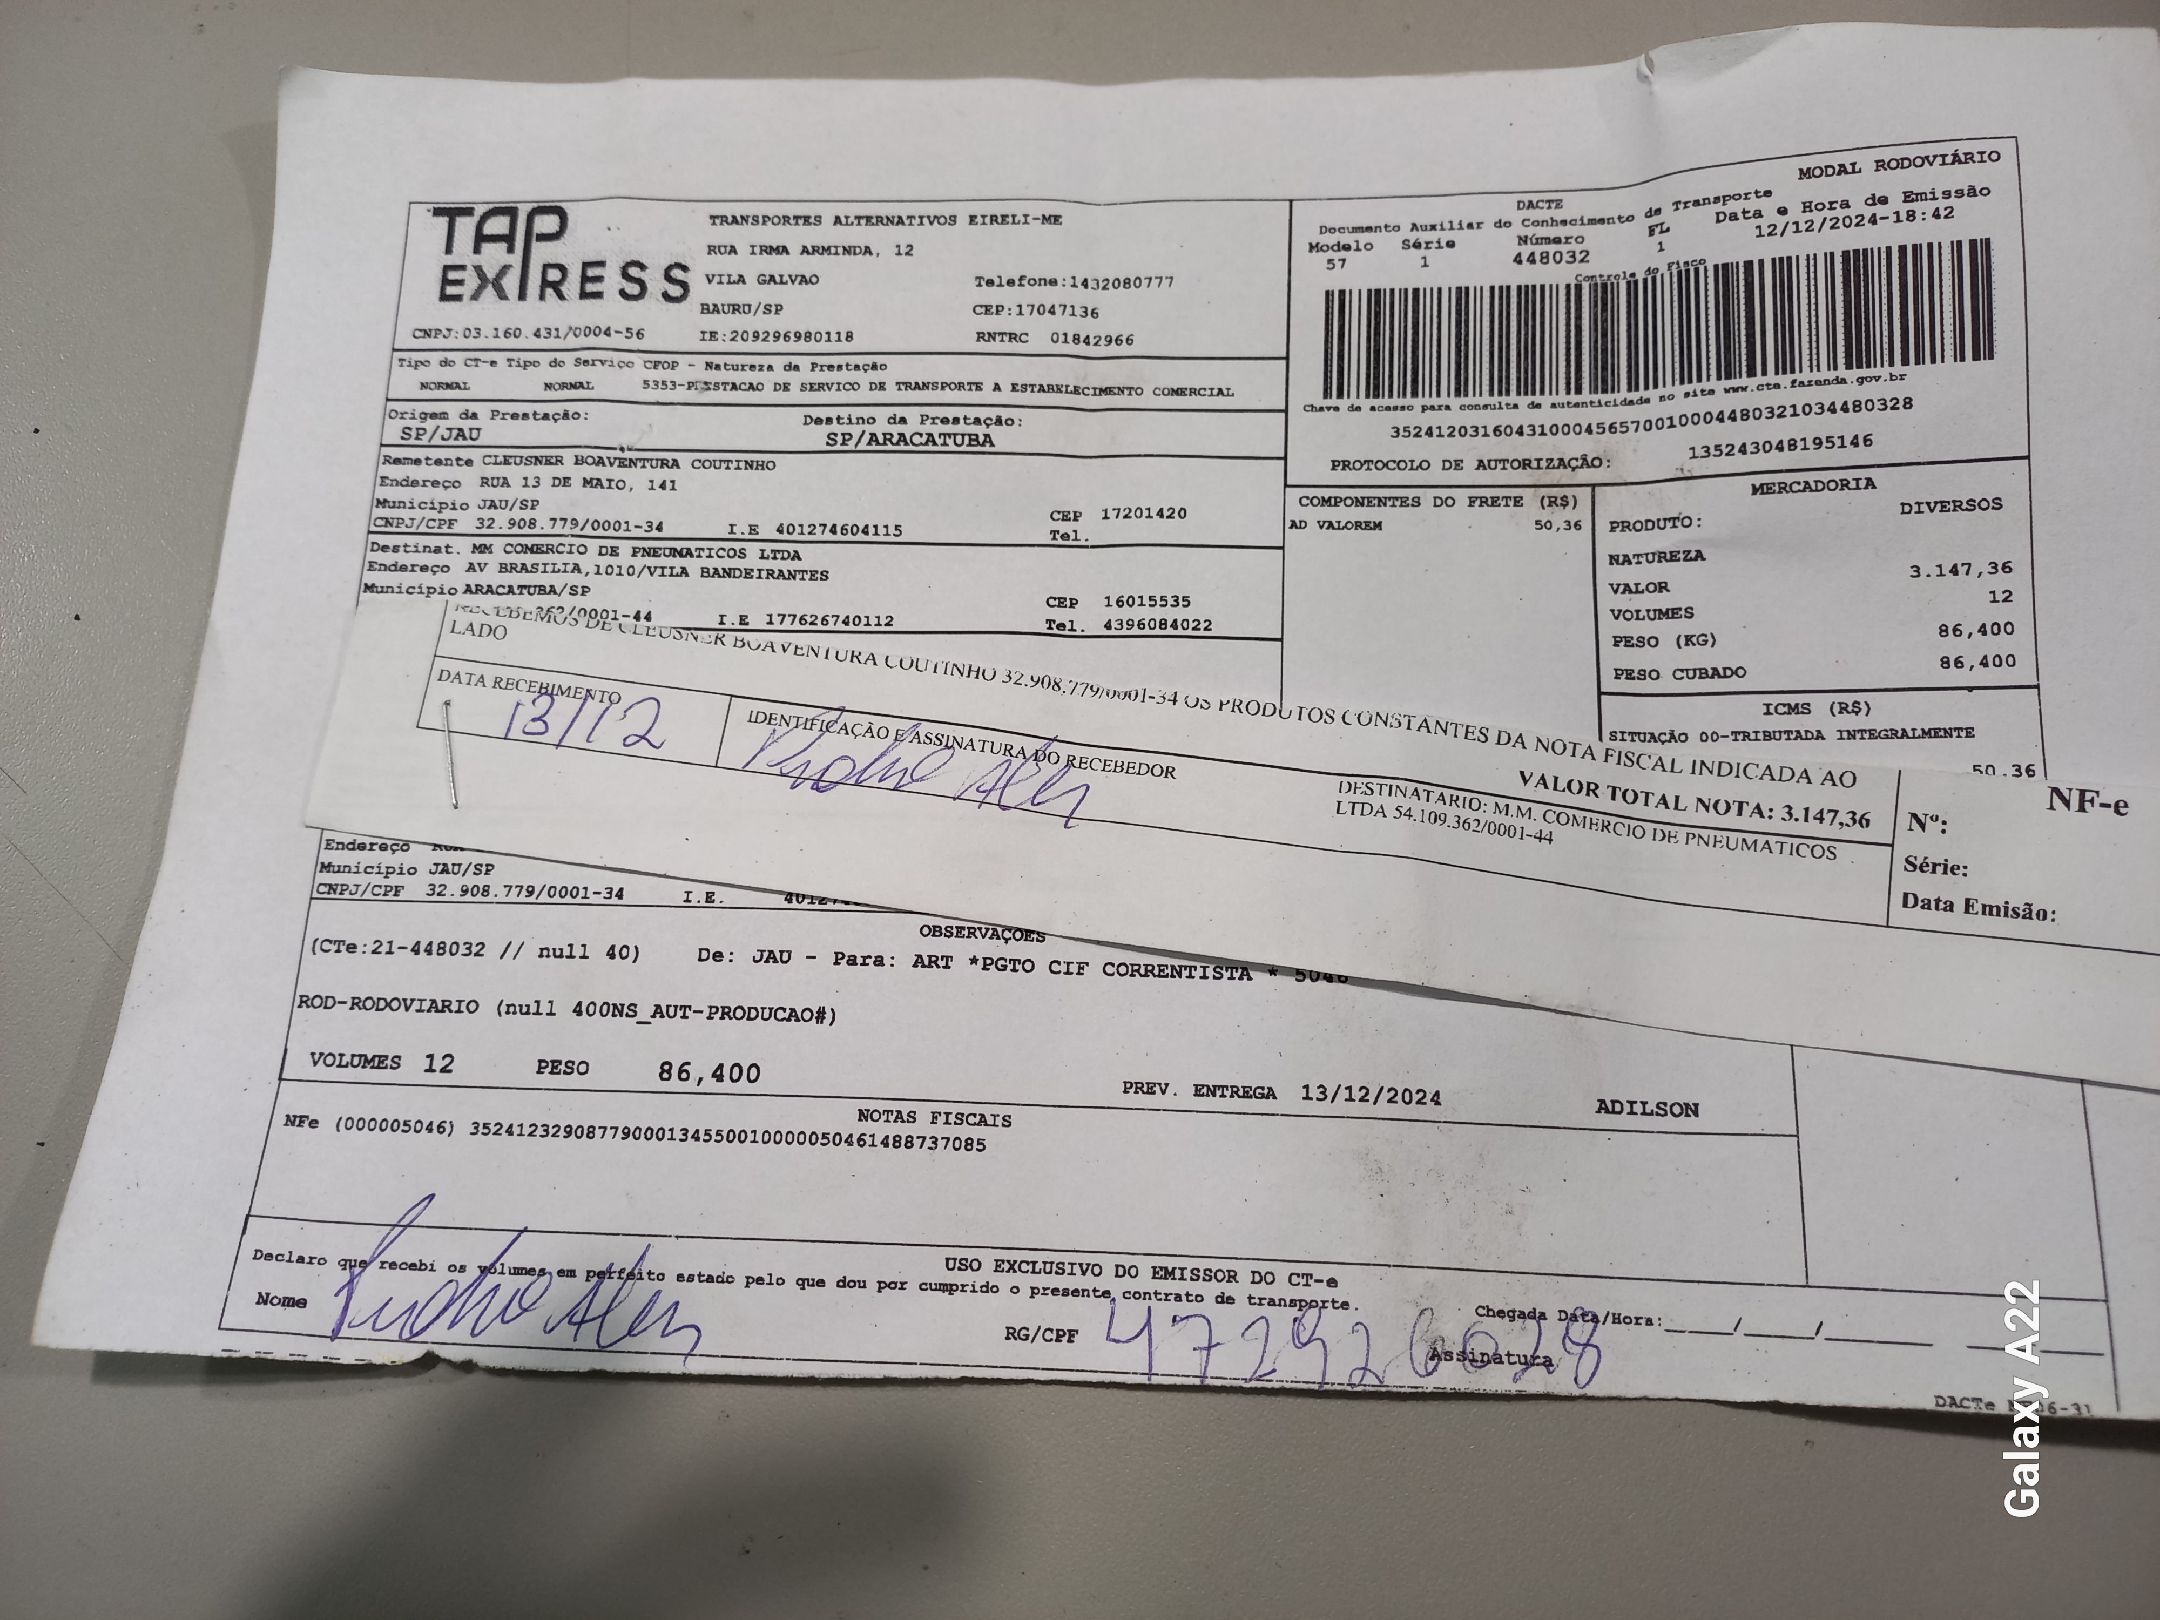 TAP EXPRESS
TRANSPORTES ALTERNATIVOS EIRELI-ME
RUA IRMA ARMINDA, 12
VILA GALVAO Telefone:1432080777
BAURU/SP CEP:17047136
CNPJ:03.160.431/0004-56 IE:209296980118 RNTRC 01842966
DACTE
MODAL RODOVIÁRIO
Documento Auxiliar do Conhecimento de Transporte
Modelo Série Número FL Data e Hora de Emissão
57 1 448032 1 12/12/2024-18:42
Controle do Fisco
Chave de acesso para consulta de autenticidade no site www.cte.fazenda.gov.br
35241203160431000456570010004480321034480328
PROTOCOLO DE AUTORIZAÇÃO: 135243048195146
Tipo do CT-e Tipo do Serviço CFOP - Natureza da Prestação
NORMAL NORMAL 5353-PRESTACAO DE SERVICO DE TRANSPORTE A ESTABELECIMENTO COMERCIAL
Origem da Prestação: Destino da Prestação:
SP/JAU SP/ARACATUBA
Remetente CLEUSNER BOAVENTURA COUTINHO
Endereço RUA 13 DE MAIO, 141
Município JAU/SP CEP 17201420
CNPJ/CPF 32.908.779/0001-34 I.E 401274604115 Tel.
Destinat. MM COMERCIO DE PNEUMATICOS LTDA
Endereço AV BRASILIA,1010/VILA BANDEIRANTES
Município ARACATUBA/SP CEP 16015535
362/0001-44 I.E 177626740112 Tel. 4396084022
COMPONENTES DO FRETE (R$)
AD VALOREM 50,36
MERCADORIA
PRODUTO: DIVERSOS
NATUREZA
VALOR 3.147,36
VOLUMES 12
PESO (KG) 86,400
PESO CUBADO 86,400
ICMS (R$)
SITUAÇÃO 00-TRIBUTADA INTEGRALMENTE
50,36
RECEBEMOS DE CLEUSNER BOAVENTURA COUTINHO 32.908.779/0001-34 OS PRODUTOS CONSTANTES DA NOTA FISCAL INDICADA AO
LADO
VALOR TOTAL NOTA: 3.147,36
DATA RECEBIMENTO
13/12
IDENTIFICAÇÃO E ASSINATURA DO RECEBEDOR
DESTINATÁRIO: M.M. COMERCIO DE PNEUMATICOS
LTDA 54.109.362/0001-44
NF-e
Nº:
Série:
Data Emisão:
Endereço
Município JAU/SP
CNPJ/CPF 32.908.779/0001-34 I.E.
OBSERVAÇOES
(CTe:21-448032 // null 40) De: JAU - Para: ART *PGTO CIF CORRENTISTA * 5046
ROD-RODOVIARIO (null 400NS_AUT-PRODUCAO#)
VOLUMES 12 PESO 86,400 PREV. ENTREGA 13/12/2024 ADILSON
NOTAS FISCAIS
NFe (000005046) 35241232908779000134550010000050461488737085
USO EXCLUSIVO DO EMISSOR DO CT-e
Declaro que recebi os volumes em perfeito estado pelo que dou por cumprido o presente contrato de transporte.
Nome RG/CPF 472926028 Chegada Data/Hora:____/____/____
Assinatura
DACTe
Galaxy A22